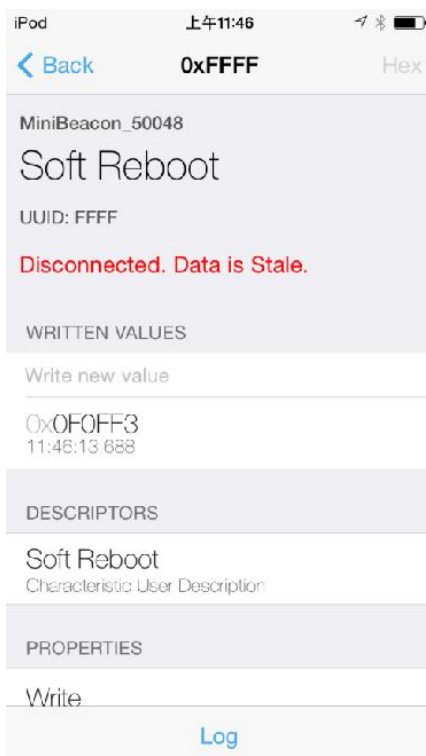 iPod 上午11:46
Back 0xFFFF Hex
MiniBeacon_50048
Soft Reboot
UUID: FFFF
Disconnected. Data is Stale.
WRITTEN VALUES
Write new value
0x0F0FF3
11:46:13.688
DESCRIPTORS
Soft Reboot
Characteristic User Description
PROPERTIES
Write
Log